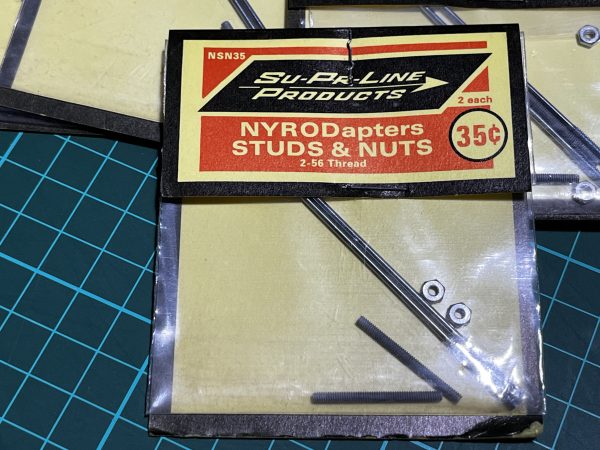 NSN35
SU-PR-LINE
PRODUCTS
2 each
NYRODapters
STUDS & NUTS
2-56 Thread
35¢